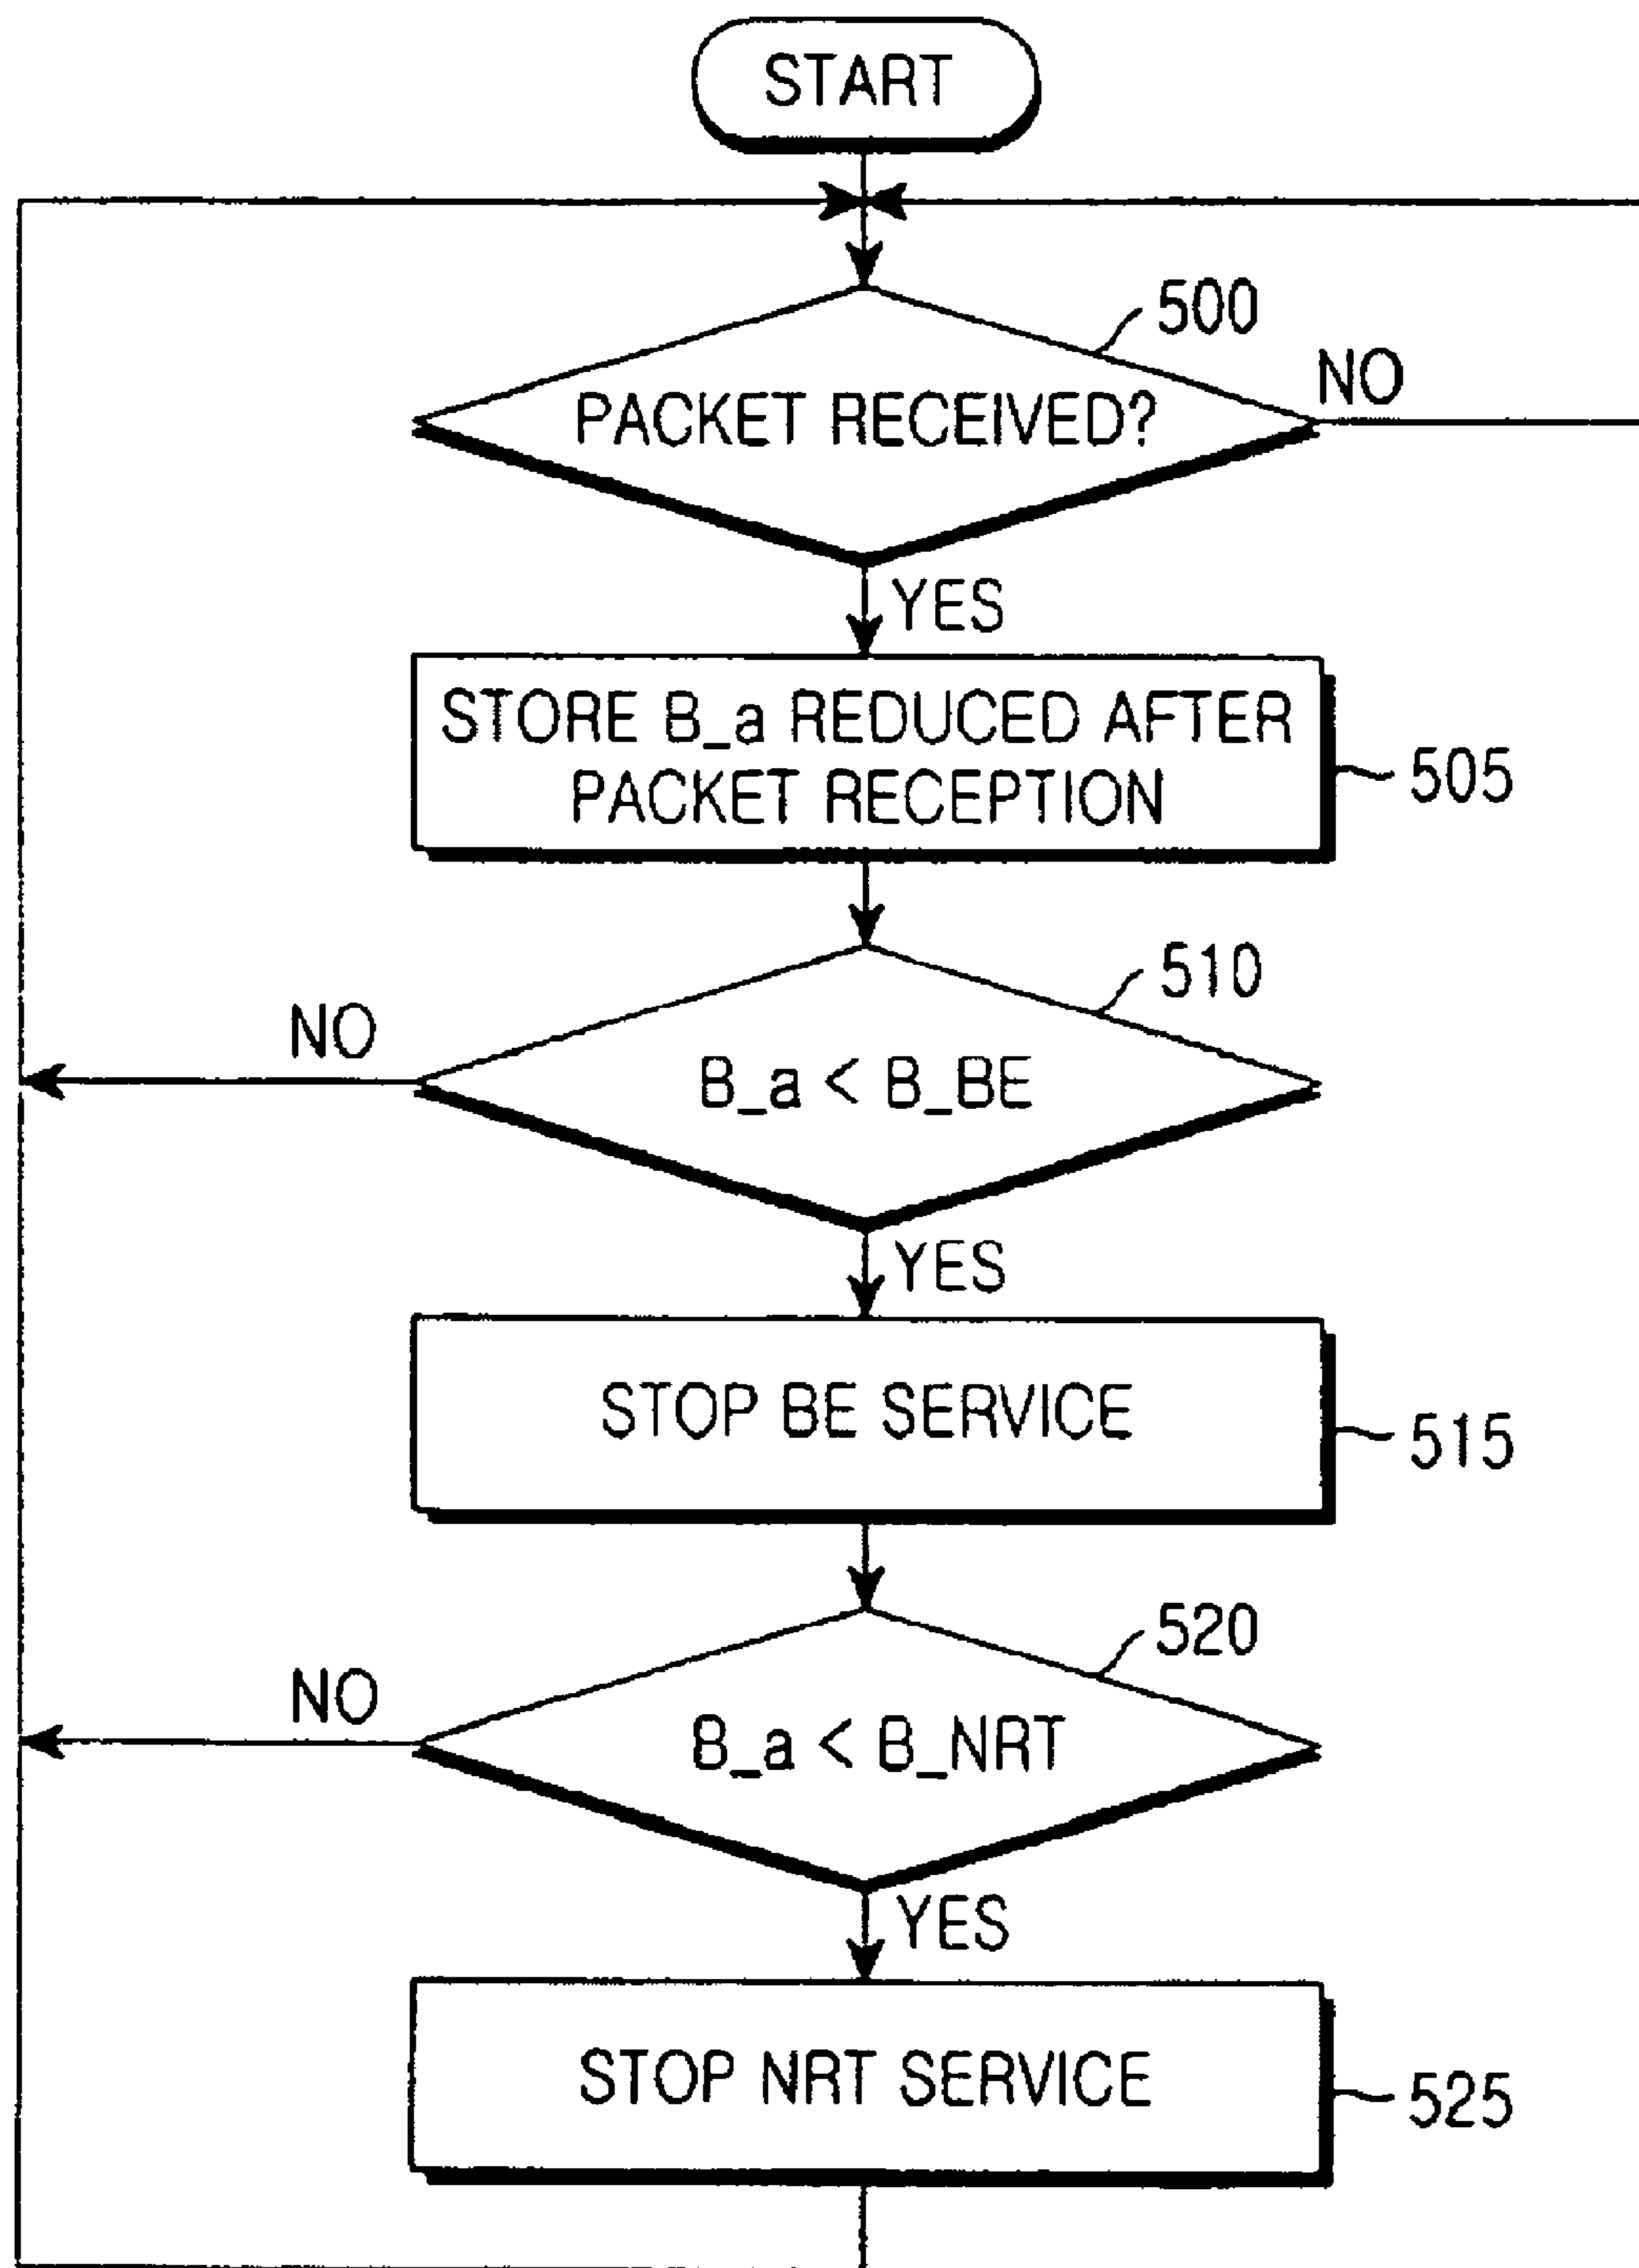 START
500
NO
PACKET RECEIVED?
YES
STORE B_a REDUCED AFTER
PACKET RECEPTION
505
510
NO
B_a < B_BE
YES
STOP BE SERVICE
515
520
NO
B_a < B_NRT
YES
STOP NRT SERVICE
525